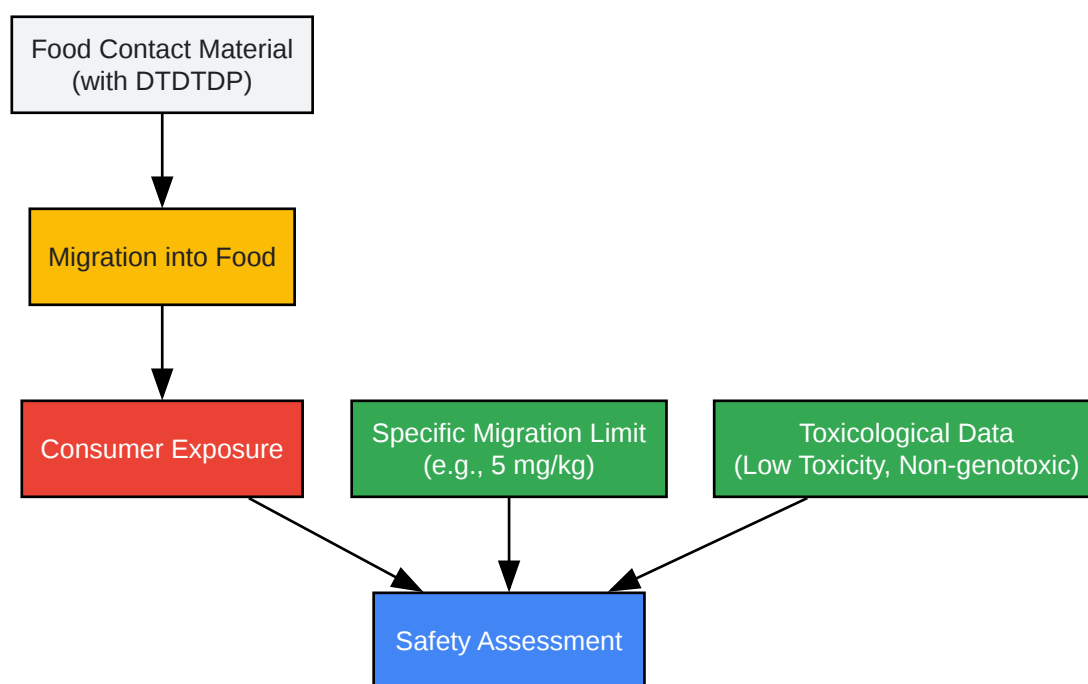 Food Contact Material
(with DTDTDP)
Migration into Food
Consumer Exposure
Specific Migration Limit
(e.g., 5 mg/kg)
Toxicological Data
(Low Toxicity, Non-genotoxic)
Safety Assessment